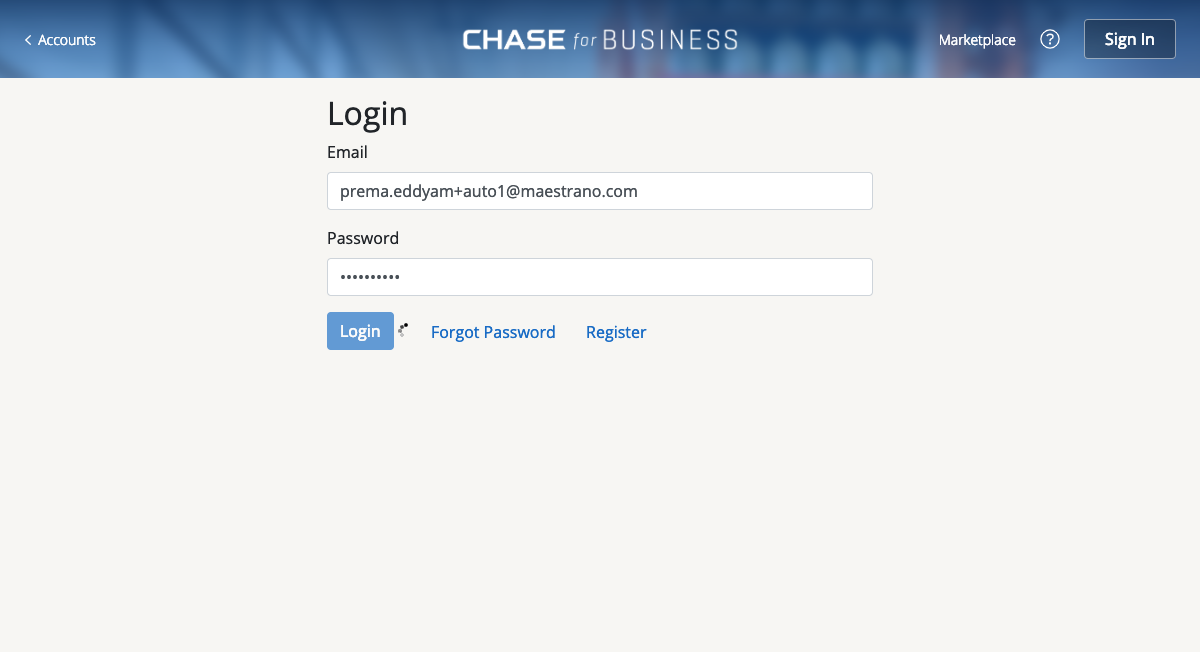 Accounts
CHASE for BUSINESS
Marketplace
?
Sign In
Login
Email
prema.eddyam+auto1@maestrano.com
Password
••••••••••
Login
Forgot Password
Register